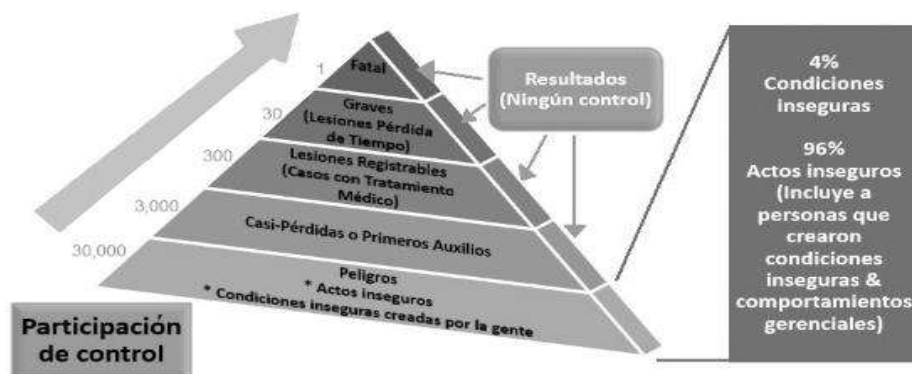 1
Fatal
30
Graves
(Lesiones Pérdida
de Tiempo)
300
Lesiones Registrables
(Casos con Tratamiento
Médico)
3,000
Casi-Pérdidas o Primeros Auxilios
30,000
Peligros
* Actos inseguros
* Condiciones inseguras creadas por la gente
Participación
de control
Resultados
(Ningún control)
4%
Condiciones
inseguras
96%
Actos inseguros
(Incluye a
personas que
crearon
condiciones
inseguras &
comportamientos
gerenciales)